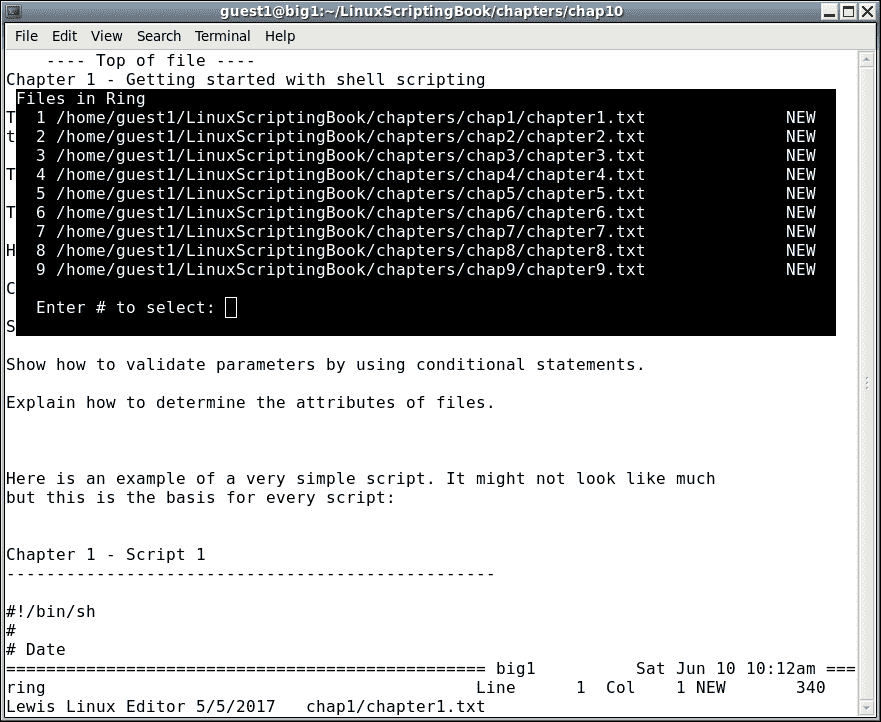 guest1@big1:~/LinuxScriptingBook/chapters/chap10
File Edit View Search Terminal Help
---- Top of file ----
Chapter 1 - Getting started with shell scripting
Files in Ring
T 1 /home/guest1/LinuxScriptingBook/chapters/chap1/chapter1.txt NEW
t 2 /home/guest1/LinuxScriptingBook/chapters/chap2/chapter2.txt NEW
3 /home/guest1/LinuxScriptingBook/chapters/chap3/chapter3.txt NEW
T 4 /home/guest1/LinuxScriptingBook/chapters/chap4/chapter4.txt NEW
5 /home/guest1/LinuxScriptingBook/chapters/chap5/chapter5.txt NEW
T 6 /home/guest1/LinuxScriptingBook/chapters/chap6/chapter6.txt NEW
7 /home/guest1/LinuxScriptingBook/chapters/chap7/chapter7.txt NEW
H 8 /home/guest1/LinuxScriptingBook/chapters/chap8/chapter8.txt NEW
9 /home/guest1/LinuxScriptingBook/chapters/chap9/chapter9.txt NEW
C
Enter # to select:
S
Show how to validate parameters by using conditional statements.
Explain how to determine the attributes of files.
Here is an example of a very simple script. It might not look like much
but this is the basis for every script:
Chapter 1 - Script 1
-------------------------------------------------
#!/bin/sh
#
# Date
================================================ big1 Sat Jun 10 10:12am ===
ring Line 1 Col 1 NEW 340
Lewis Linux Editor 5/5/2017 chap1/chapter1.txt